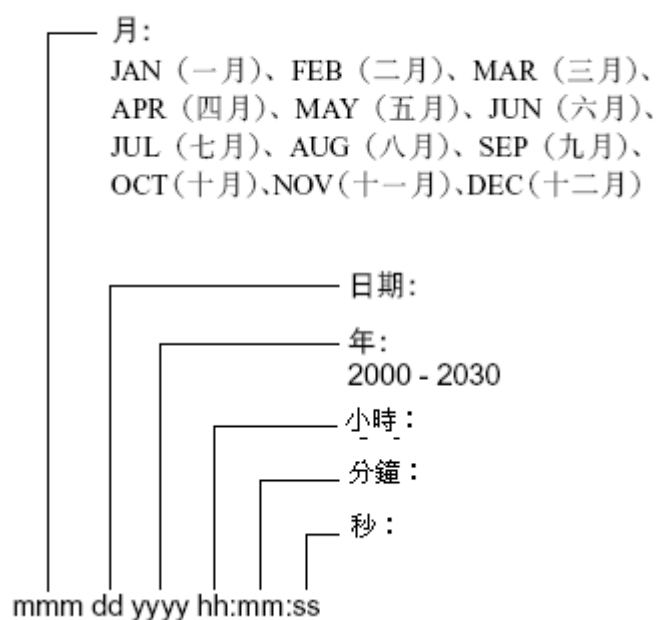 月:
JAN（一月）、FEB（二月）、MAR（三月）、
APR（四月）、MAY（五月）、JUN（六月）、
JUL（七月）、AUG（八月）、SEP（九月）、
OCT（十月）、NOV（十一月）、DEC（十二月）
日期:
年:
2000 - 2030
小時：
分鐘：
秒：
mmm dd yyyy hh:mm:ss